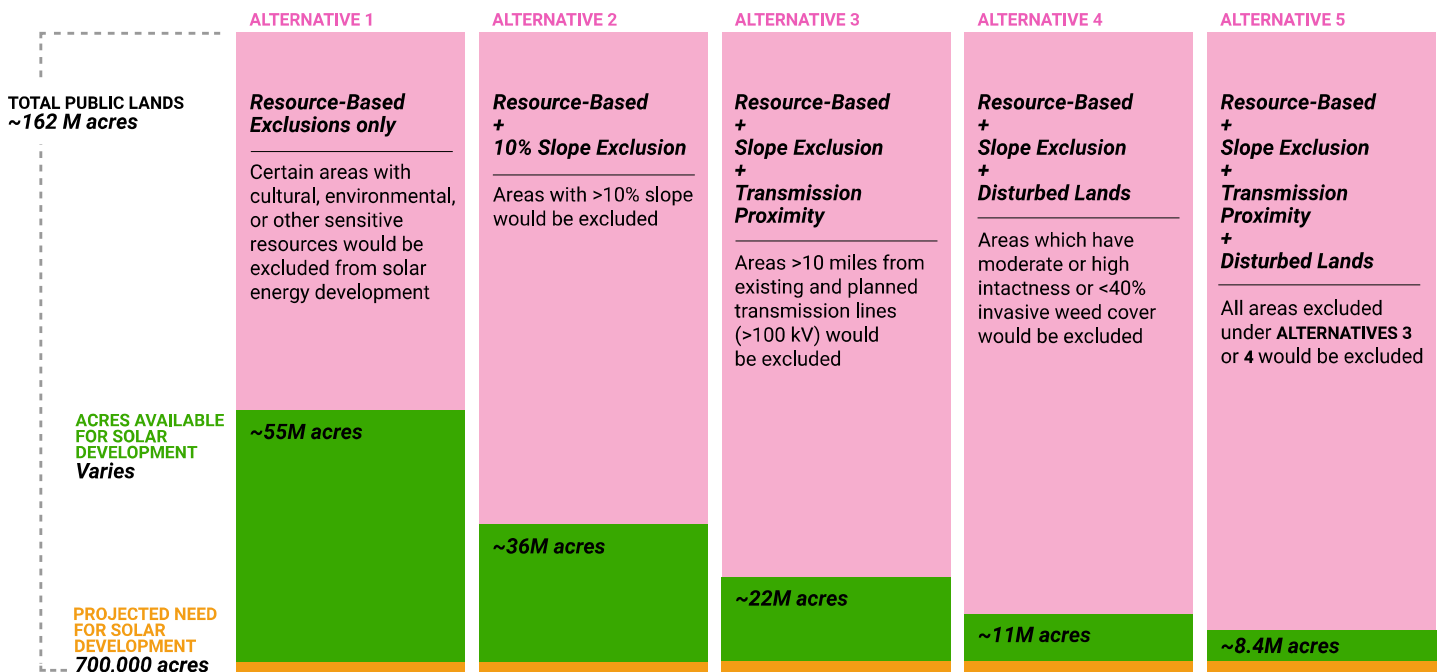 TOTAL PUBLIC LANDS
~162 M acres
ACRES AVAILABLE
FOR SOLAR
DEVELOPMENT
Varies
PROJECTED NEED
FOR SOLAR
DEVELOPMENT
700,000 acres
ALTERNATIVE 1
Resource-Based
Exclusions only
Certain areas with
cultural, environmental,
or other sensitive
resources would be
excluded from solar
energy development
~55M acres
ALTERNATIVE 2
Resource-Based
+
10% Slope Exclusion
Areas with >10% slope
would be excluded
~36M acres
ALTERNATIVE 3
Resource-Based
+
Slope Exclusion
+
Transmission
Proximity
Areas >10 miles from
existing and planned
transmission lines
(>100 kV) would
be excluded
~22M acres
ALTERNATIVE 4
Resource-Based
+
Slope Exclusion
+
Disturbed Lands
Areas which have
moderate or high
intactness or <40%
invasive weed cover
would be excluded
~11M acres
ALTERNATIVE 5
Resource-Based
+
Slope Exclusion
+
Transmission
Proximity
+
Disturbed Lands
All areas excluded
under ALTERNATIVES 3
or 4 would be excluded
~8.4M acres